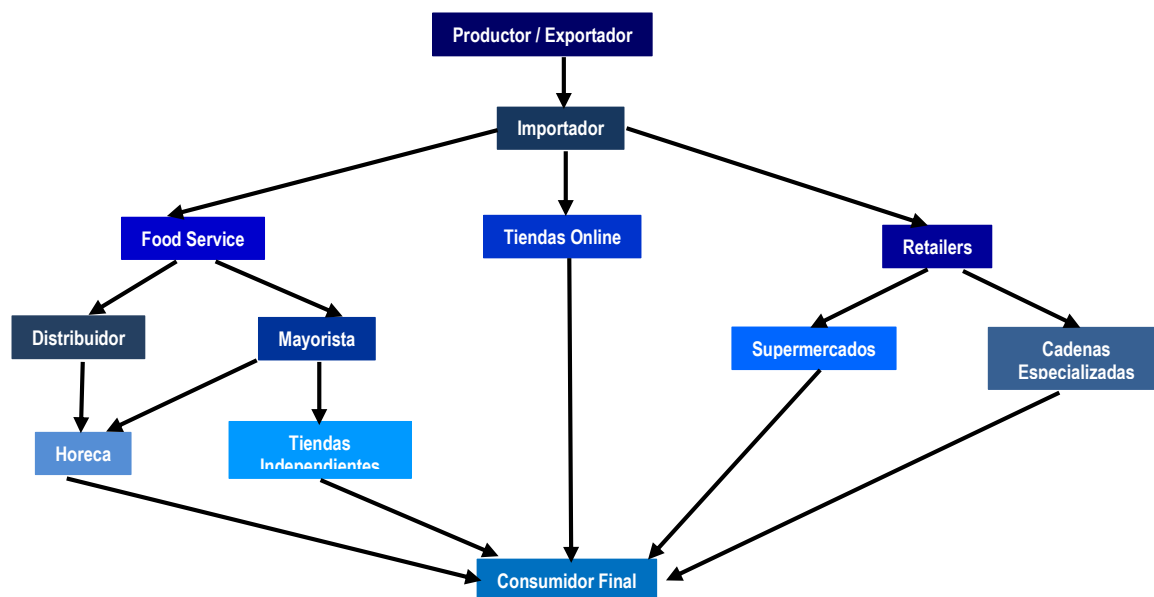 Productor / Exportador
Importador
Food Service
Tiendas Online
Retailers
Distribuidor
Mayorista
Supermercados
Cadenas
Especializadas
Horeca
Tiendas
Independientes
Consumidor Final